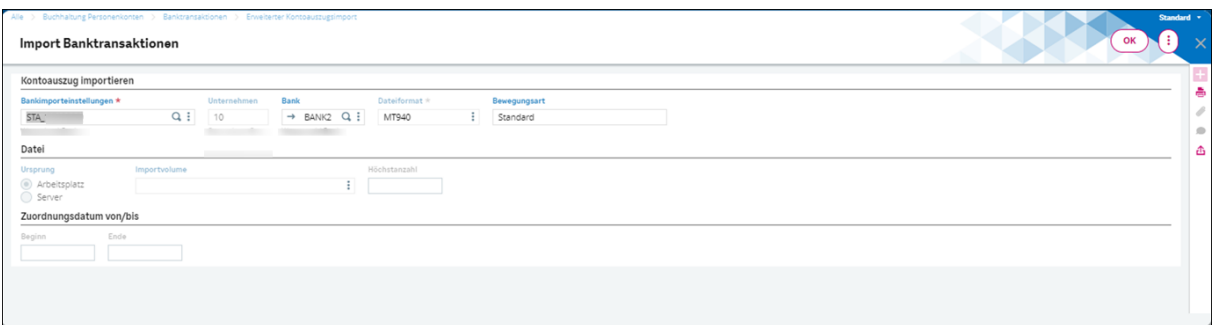 Alle > Buchhaltung Personenkonten > Banktransaktionen > Erweiterter Kontoauszugsimport
Standard
Import Banktransaktionen
OK
Kontoauszug importieren
Bankimporteinstellungen * Unternehmen Bank Dateiformat * Bewegungsart
STA_ 10 → BANK2 MT940 Standard
Datei
Ursprung Importvolume Höchstanzahl
Arbeitsplatz
Server
Zuordnungsdatum von/bis
Beginn Ende